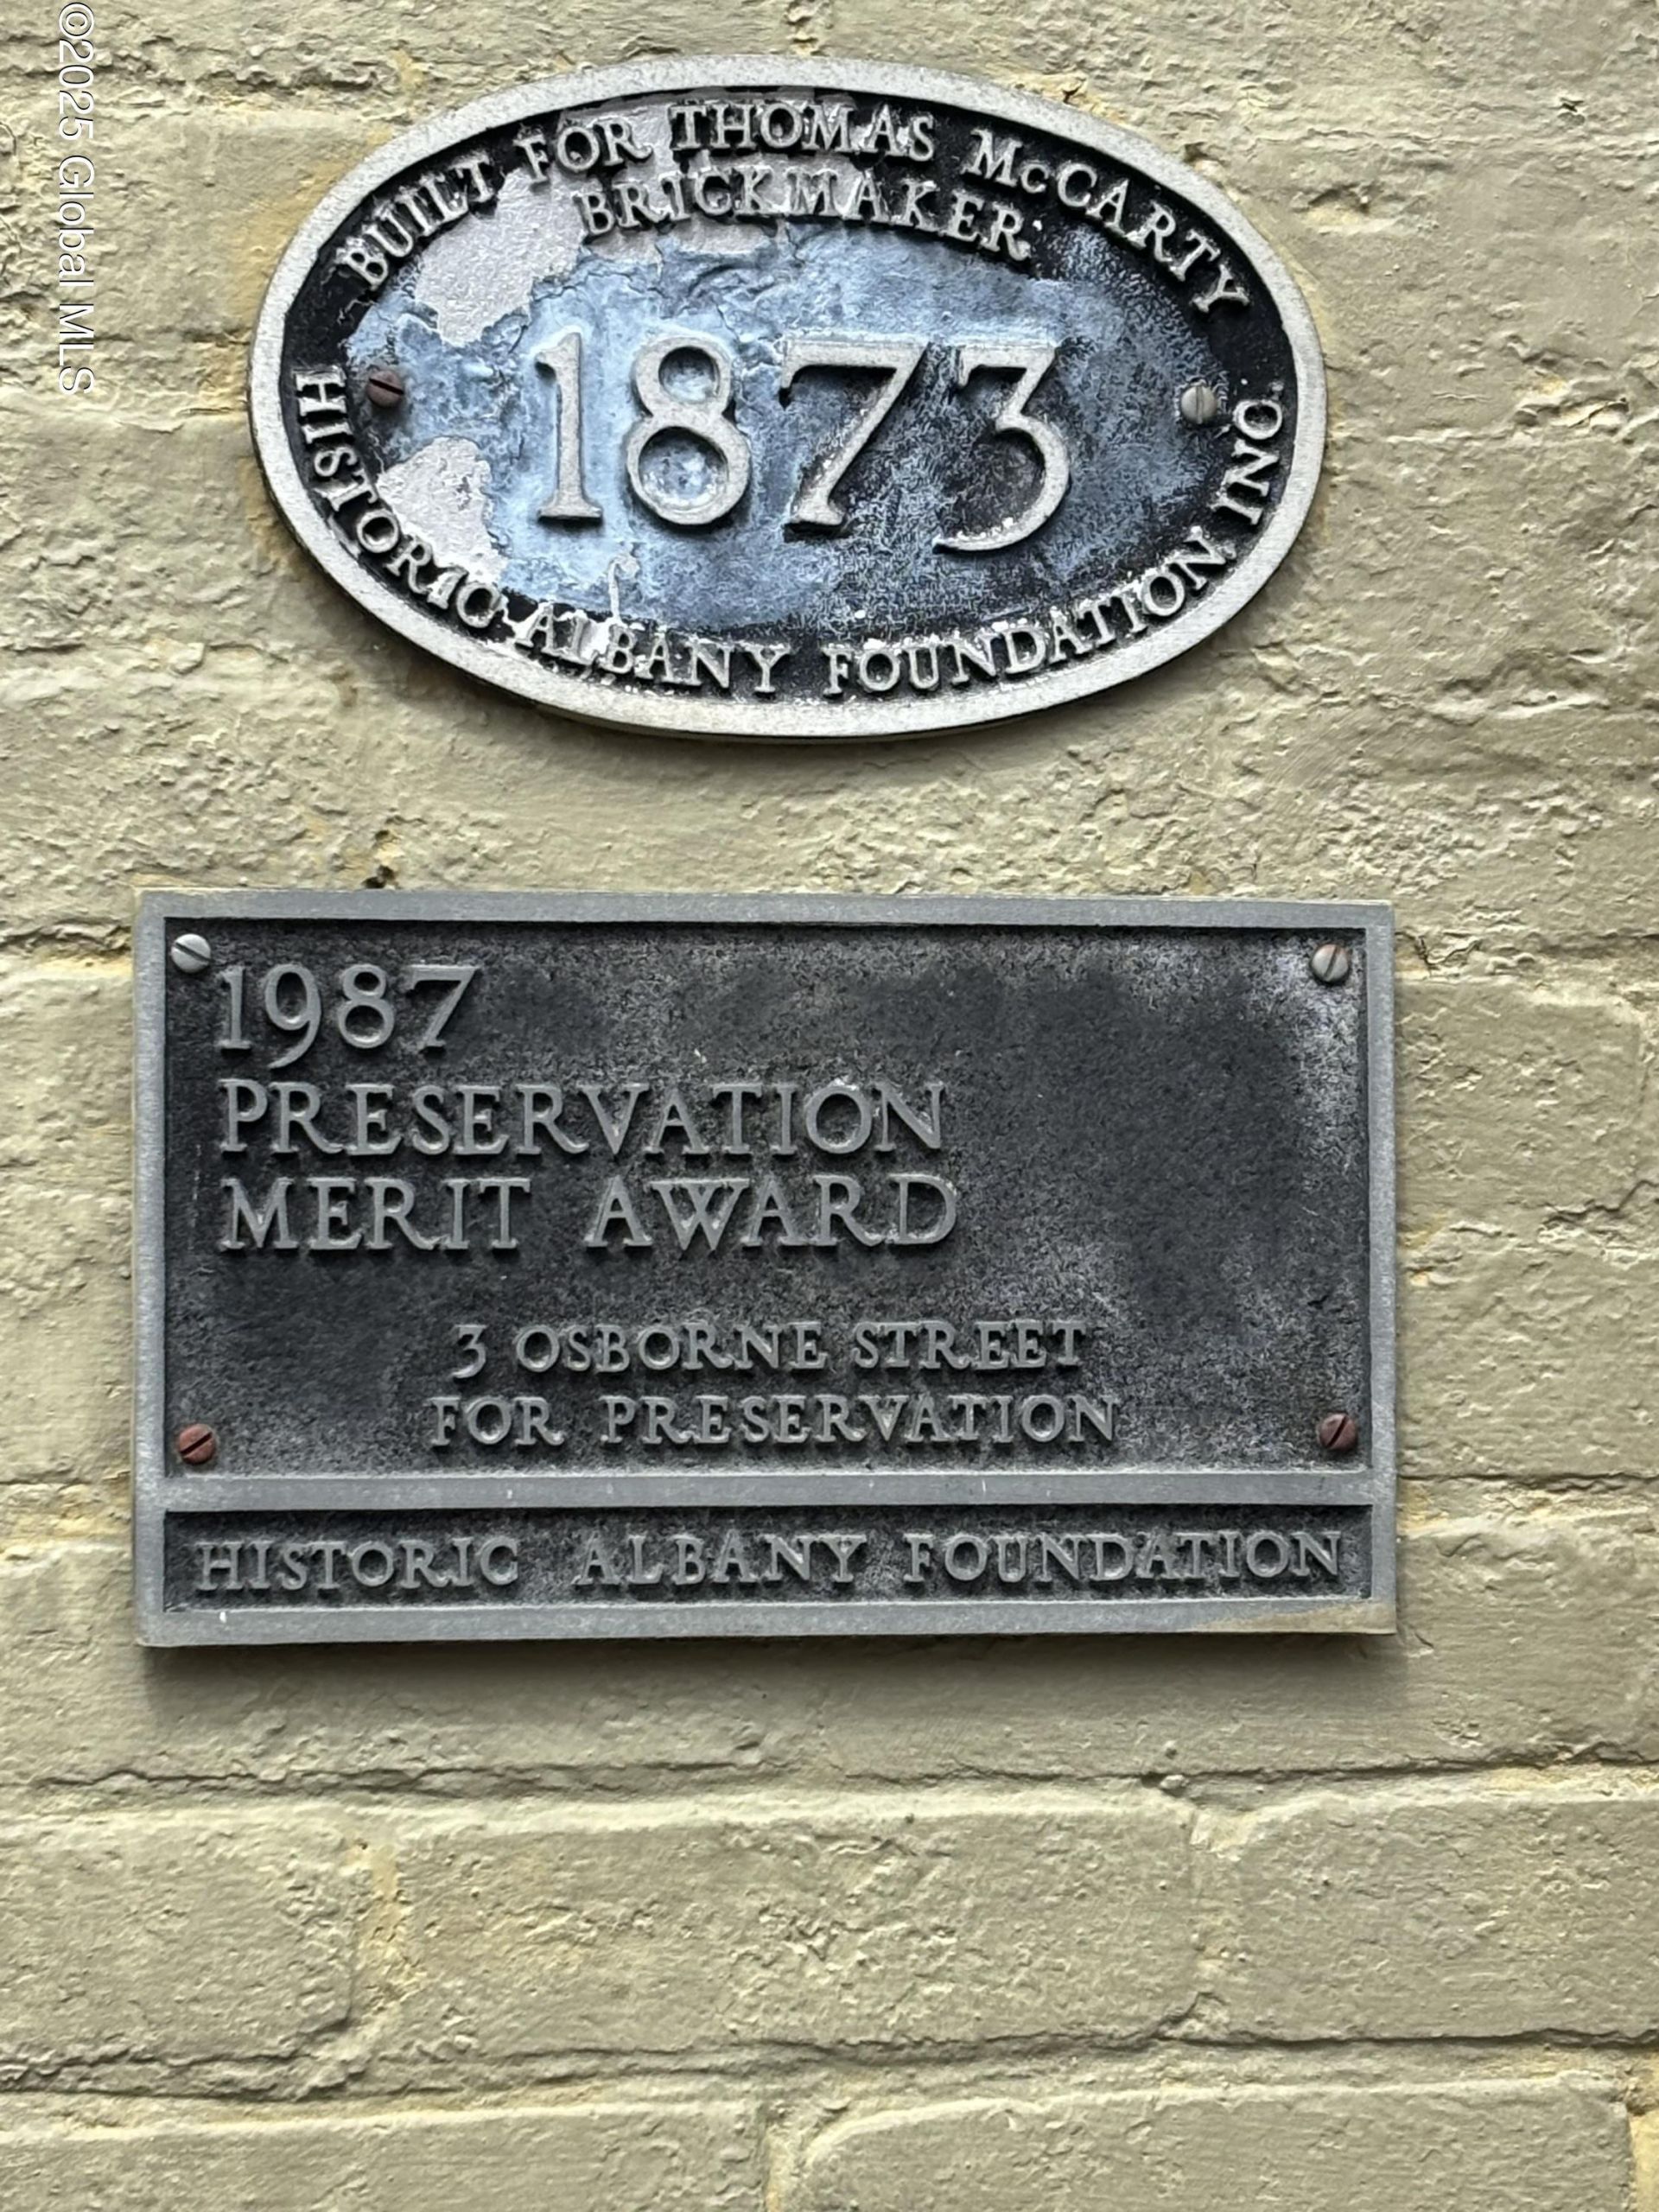 ©2025 Global MLS
BUILT FOR THOMAS McCARTY
BRICKMAKER
1873
HISTORIC ALBANY FOUNDATION INC.
1987
PRESERVATION
MERIT AWARD
3 OSBORNE STREET
FOR PRESERVATION
HISTORIC ALBANY FOUNDATION